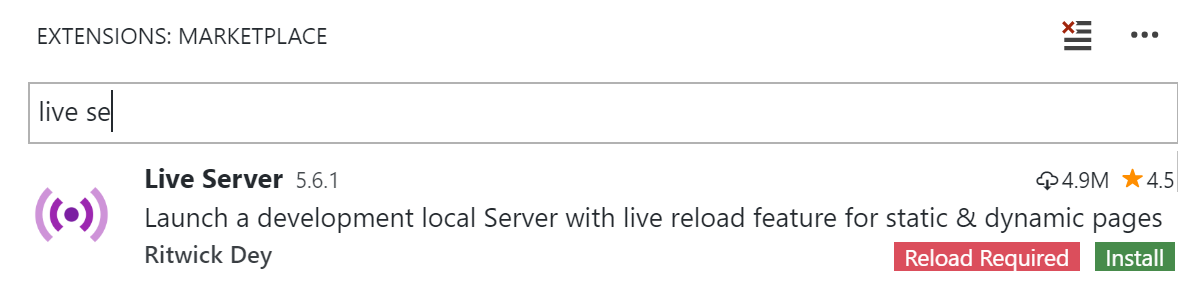 EXTENSIONS: MARKETPLACE
live se
Live Server 5.6.1 4.9M 4.5
Launch a development local Server with live reload feature for static & dynamic pages
Ritwick Dey Reload Required Install